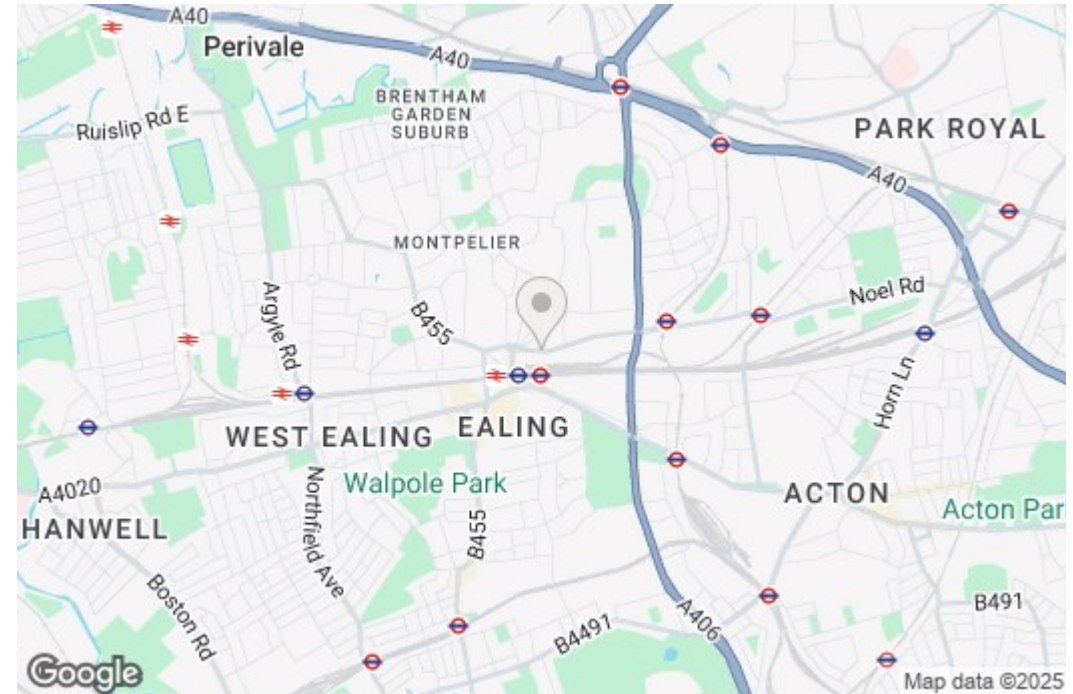 A40
Perivale
A40
BRENTHAM
GARDEN
SUBURB
Ruislip Rd E
PARK ROYAL
A40
MONTPELIER
Argyle Rd
B455
Noel Rd
Horn Ln
WEST EALING
EALING
A4020
Walpole Park
ACTON
Acton Par
HANWELL
Northfield Ave
B455
Boston Rd
B4491
A406
B491
Google
Map data ©2025